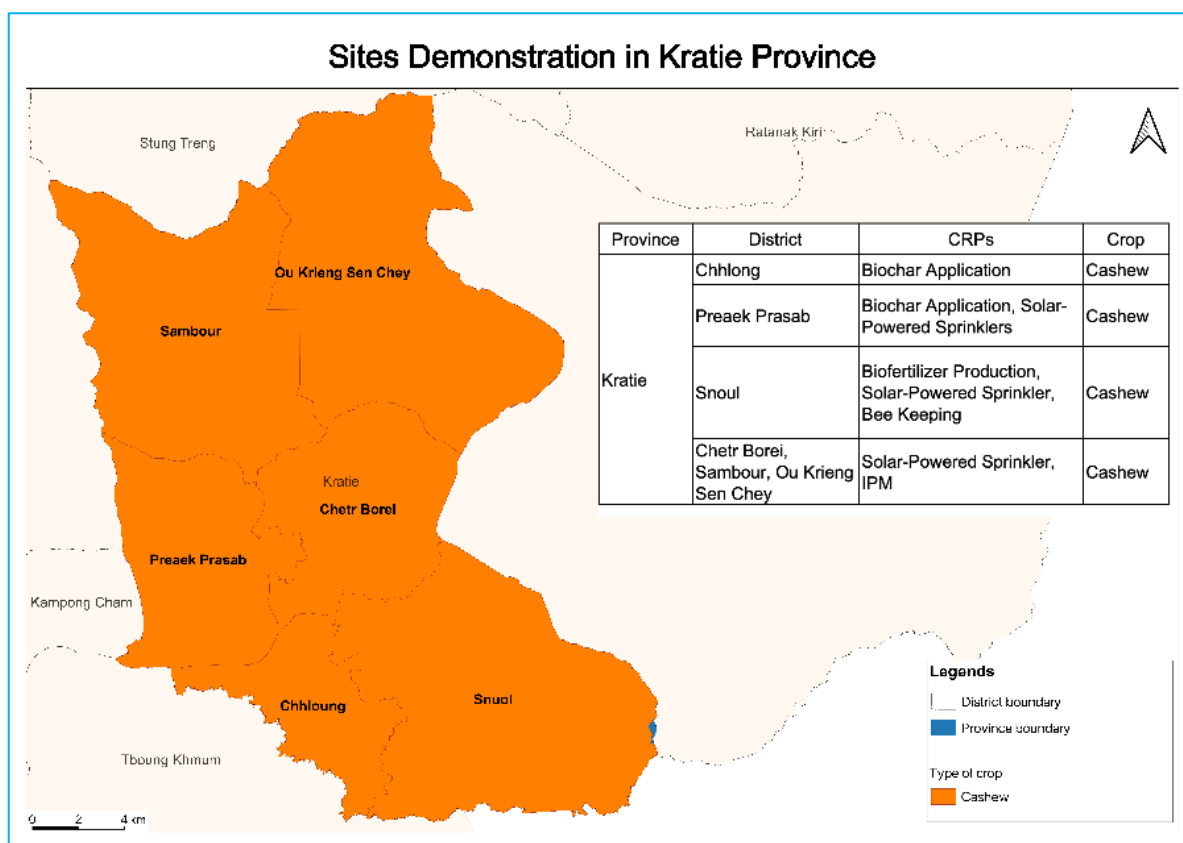 Sites Demonstration in Kratie Province
Stung Treng
Ratanak Kiri
Ou Krieng Sen Chey
Sambour
Kratie
Chetr Borel
Preaek Prasab
Kampong Cham
Chhloung
Snuol
Tboung Khmum
0 2 4 km
Province District CRPs Crop
Kratie
Chhlong Biochar Application Cashew
Preaek Prasab Biochar Application, Solar-
Powered Sprinklers Cashew
Snoul Biofertilizer Production,
Solar-Powered Sprinkler,
Bee Keeping Cashew
Chetr Borei,
Sambour, Ou Krieng
Sen Chey Solar-Powered Sprinkler,
IPM Cashew
Legends
District boundary
Province boundary
Type of crop
Cashew